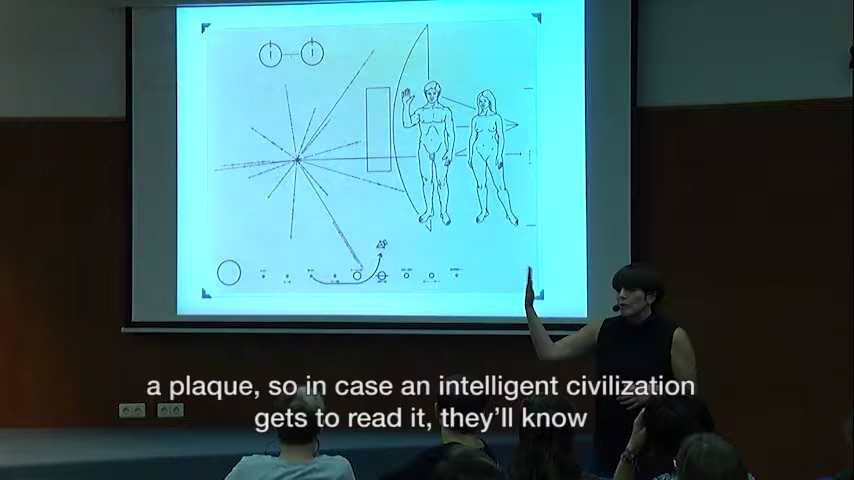 a plaque, so in case an intelligent civilization
gets to read it, they’ll know